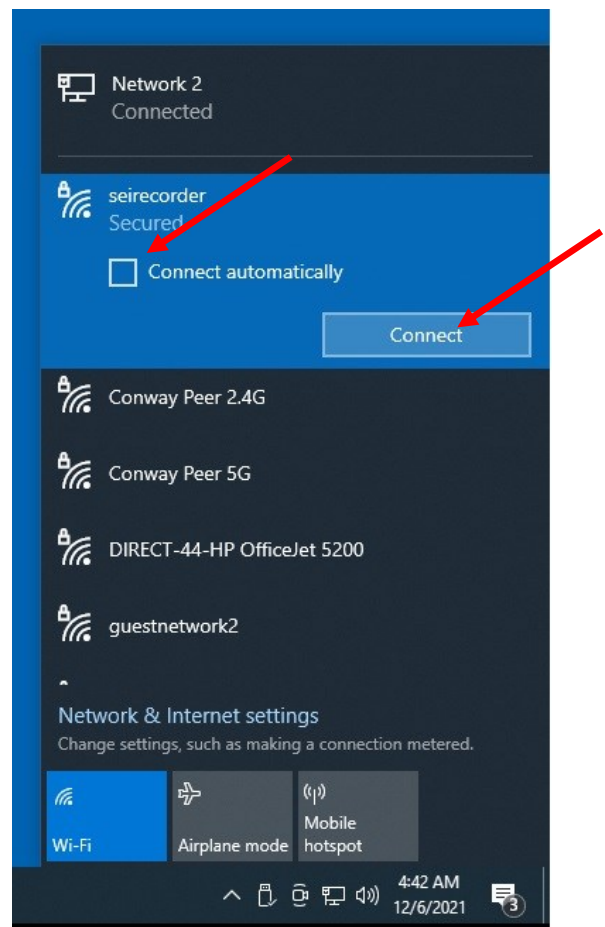 Network 2
Connected
seirecorder
Secured
Connect automatically
Connect
Conway Peer 2.4G
Conway Peer 5G
DIRECT-44-HP OfficeJet 5200
guestnetwork2
Network & Internet settings
Change settings, such as making a connection metered.
Wi-Fi
Airplane mode
Mobile
hotspot
4:42 AM
12/6/2021
3